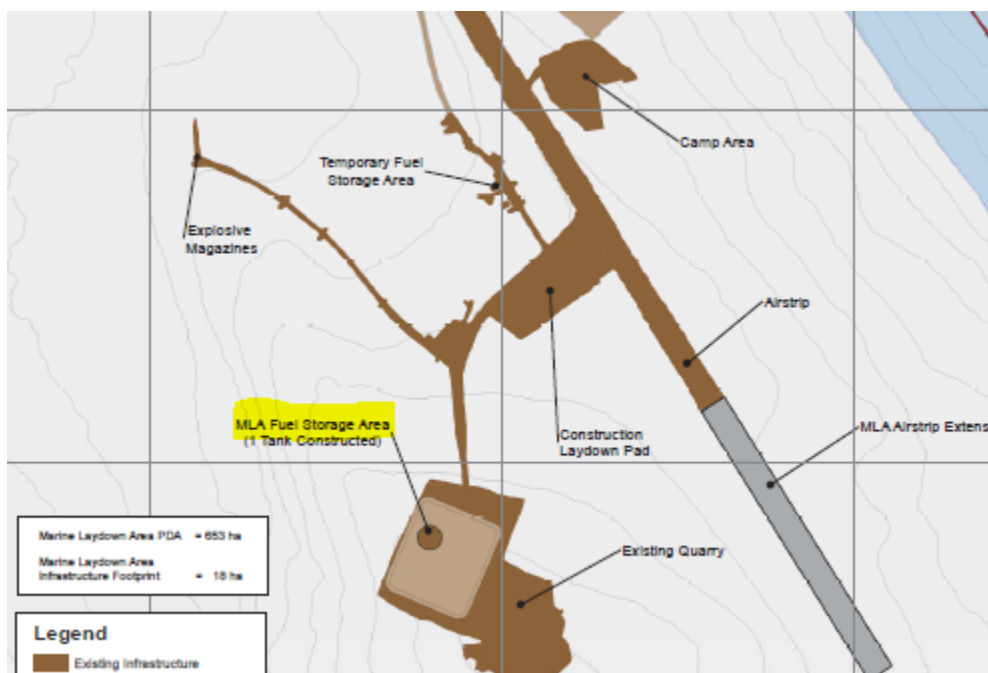 Camp Area
Temporary Fuel
Storage Area
Explosive
Magazines
Airstrip
MLA Fuel Storage Area
(1 Tank Constructed)
Construction
Laydown Pad
MLA Airstrip Extens
Existing Quarry
Marine Laydown Area PDA = 653 ha
Marine Laydown Area
Infrastructure Footprint = 18 ha
Legend
Existing Infrastructure